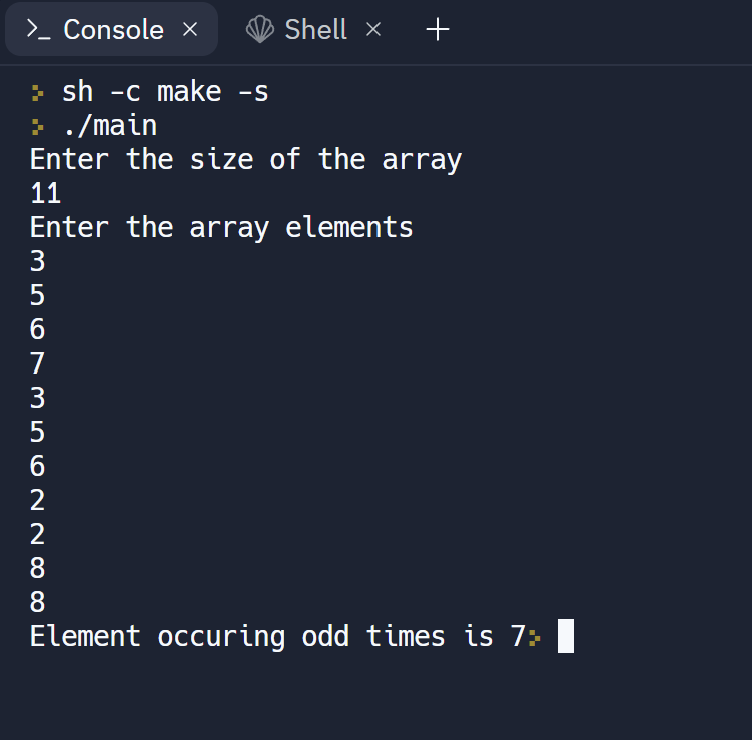 Console Shell
sh -c make -s
./main
Enter the size of the array
11
Enter the array elements
3
5
6
7
3
5
6
2
2
8
8
Element occuring odd times is 7